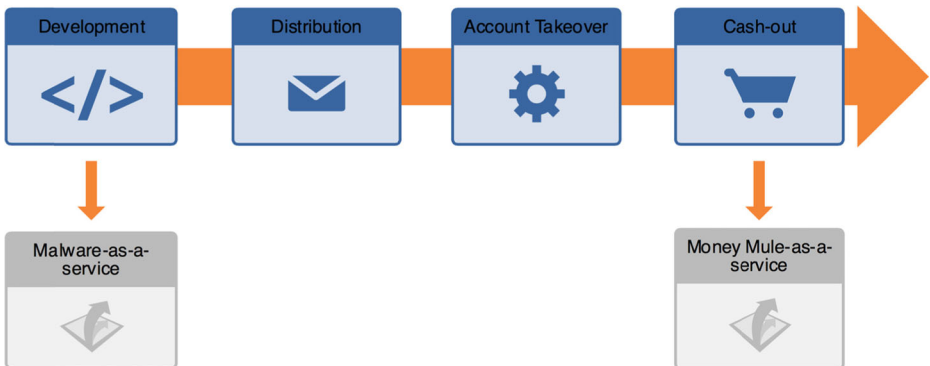 Development
Distribution
Account Takeover
Cash-out
</>
Malware-as-a-
service
Money Mule-as-a-
service